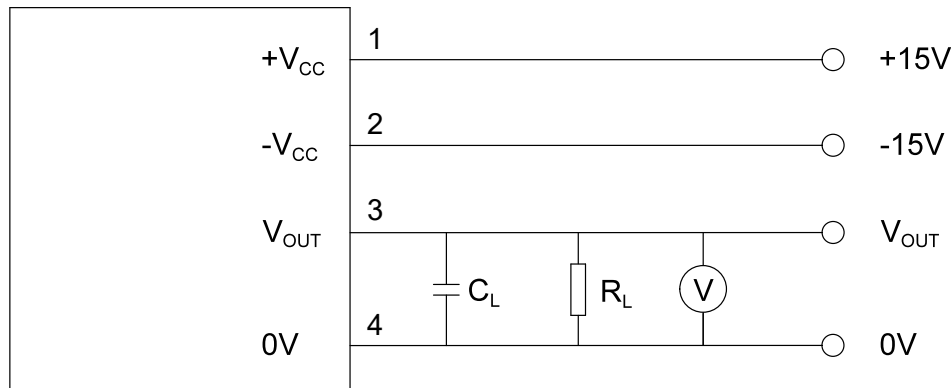 1
+VCC +15V
2
-VCC -15V
3
VOUT VOUT
CL RL V
4
0V 0V